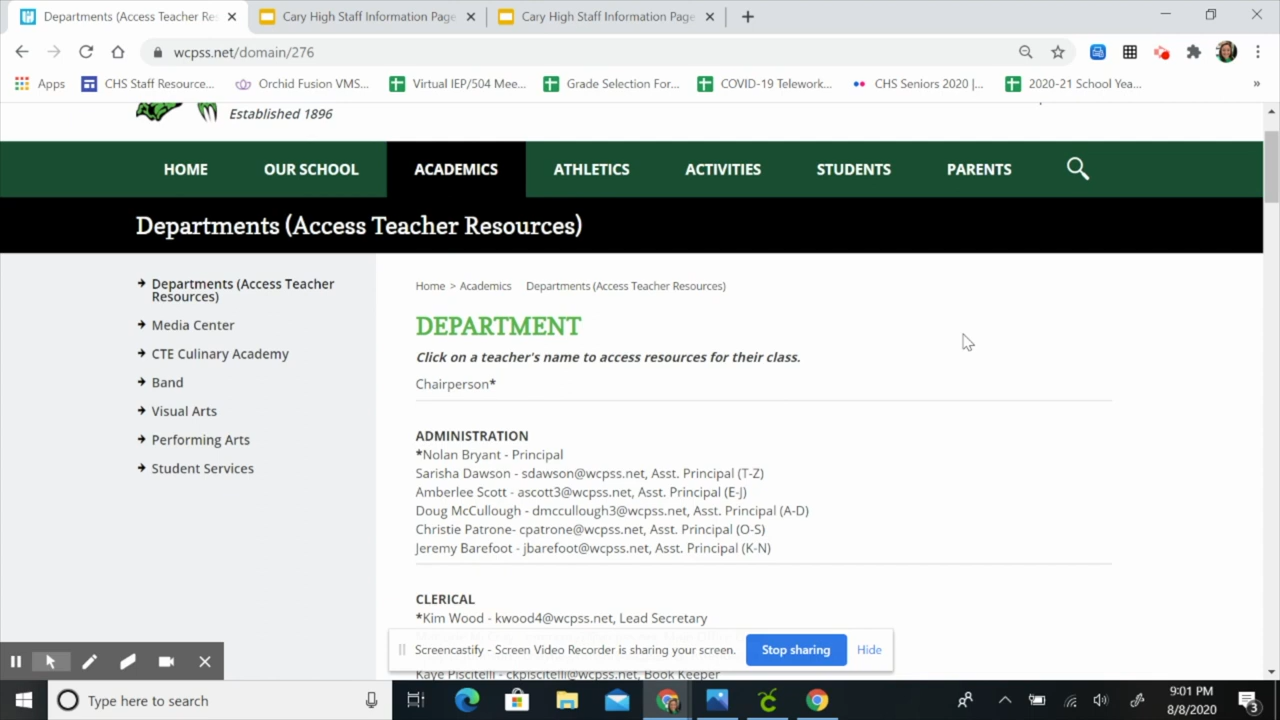 Departments (Access Teacher Re
Cary High Staff Information Page
Cary High Staff Information Page
wcpss.net/domain/276
Apps
CHS Staff Resource...
Orchid Fusion VMS...
Virtual IEP/504 Mee...
Grade Selection For...
COVID-19 Telework...
CHS Seniors 2020 |...
2020-21 School Yea...
»
Established 1896
HOME
OUR SCHOOL
ACADEMICS
ATHLETICS
ACTIVITIES
STUDENTS
PARENTS
Departments (Access Teacher Resources)
Departments (Access Teacher
Resources)
Media Center
CTE Culinary Academy
Band
Visual Arts
Performing Arts
Student Services
Home > Academics Departments (Access Teacher Resources)
DEPARTMENT
Click on a teacher's name to access resources for their class.
Chairperson*
ADMINISTRATION
*Nolan Bryant - Principal
Sarisha Dawson - sdawson@wcpss.net, Asst. Principal (T-Z)
Amberlee Scott - ascott3@wcpss.net, Asst. Principal (E-J)
Doug McCullough - dmccullough3@wcpss.net, Asst. Principal (A-D)
Christie Patrone- cpatrone@wcpss.net, Asst. Principal (O-S)
Jeremy Barefoot - jbarefoot@wcpss.net, Asst. Principal (K-N)
CLERICAL
*Kim Wood - kwood4@wcpss.net, Lead Secretary
Screencastify - Screen Video Recorder is sharing your screen.
Stop sharing
Hide
Kaye Piscitelli - ckpiscitelli@wcpss.net, Book Keeper
Type here to search
9:01 PM
8/8/2020
3